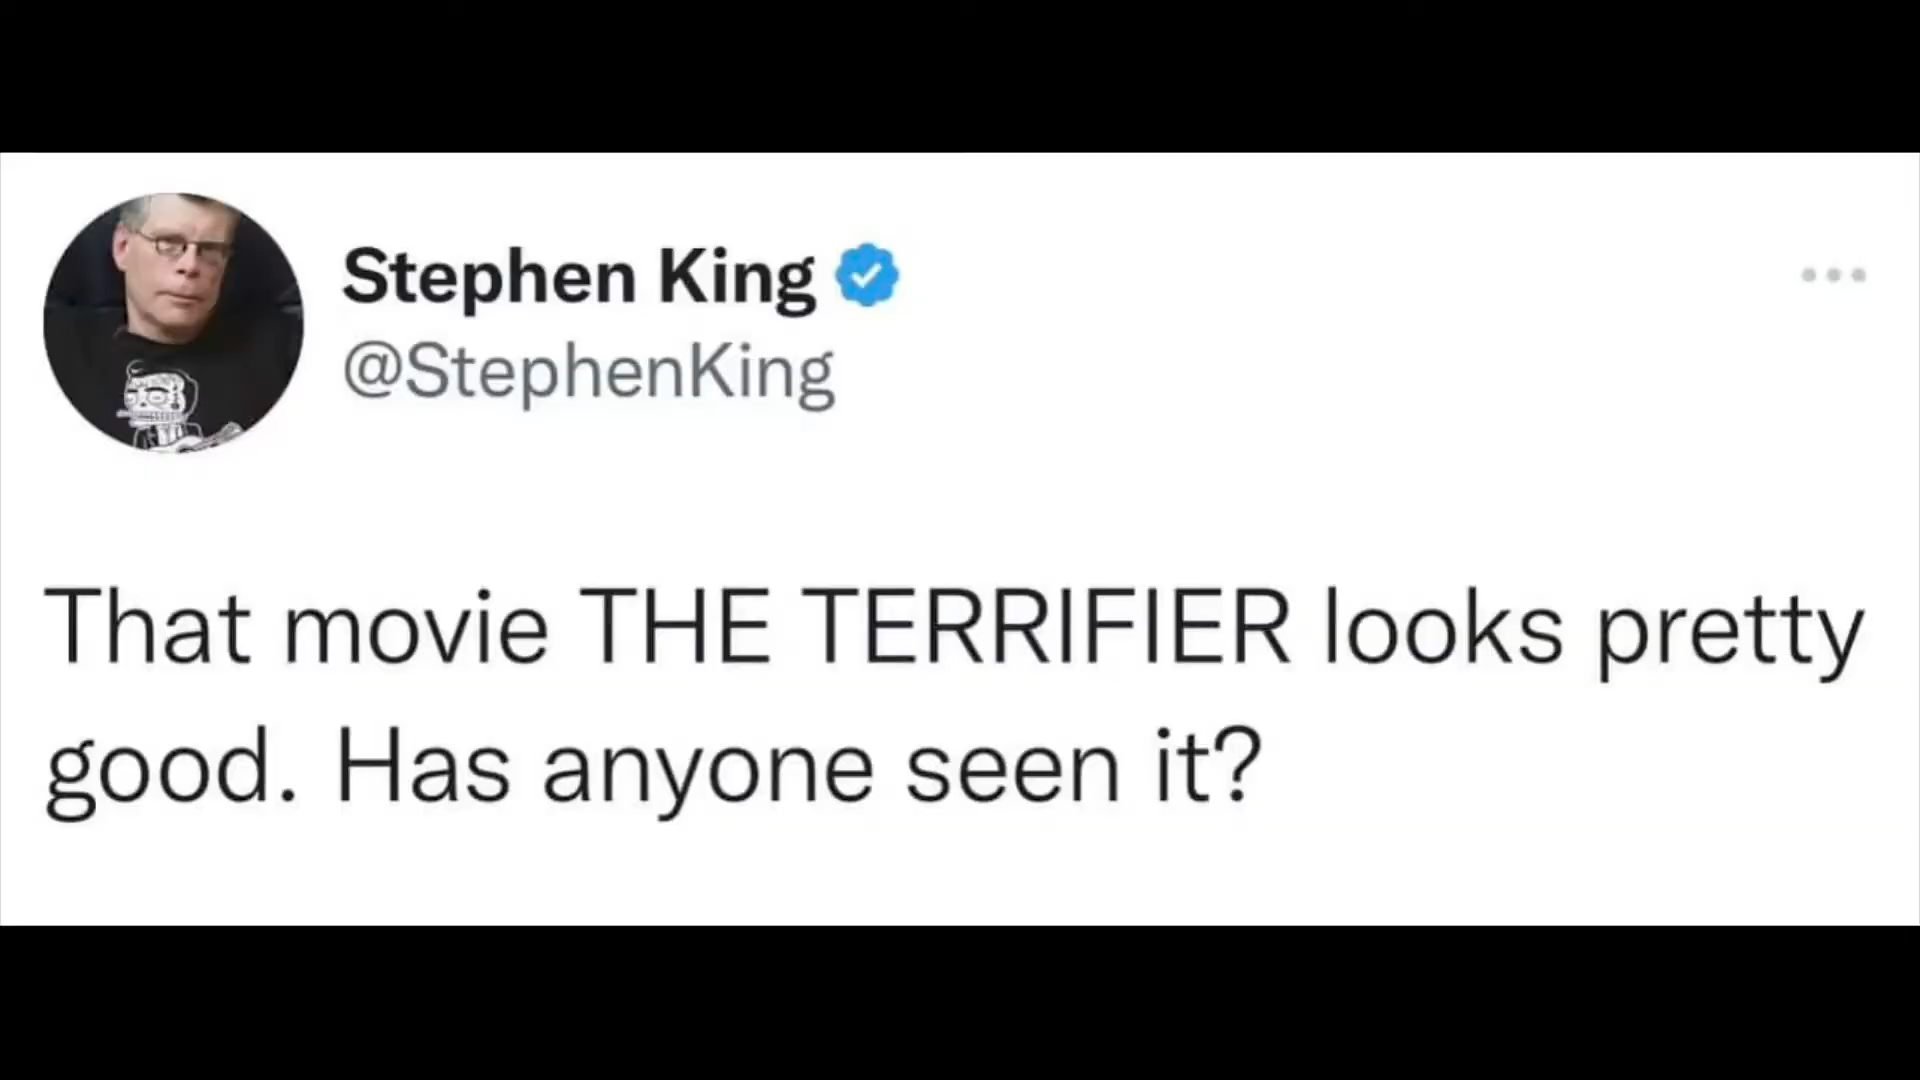 Stephen King
@StephenKing
That movie THE TERRIFIER looks pretty
good. Has anyone seen it?